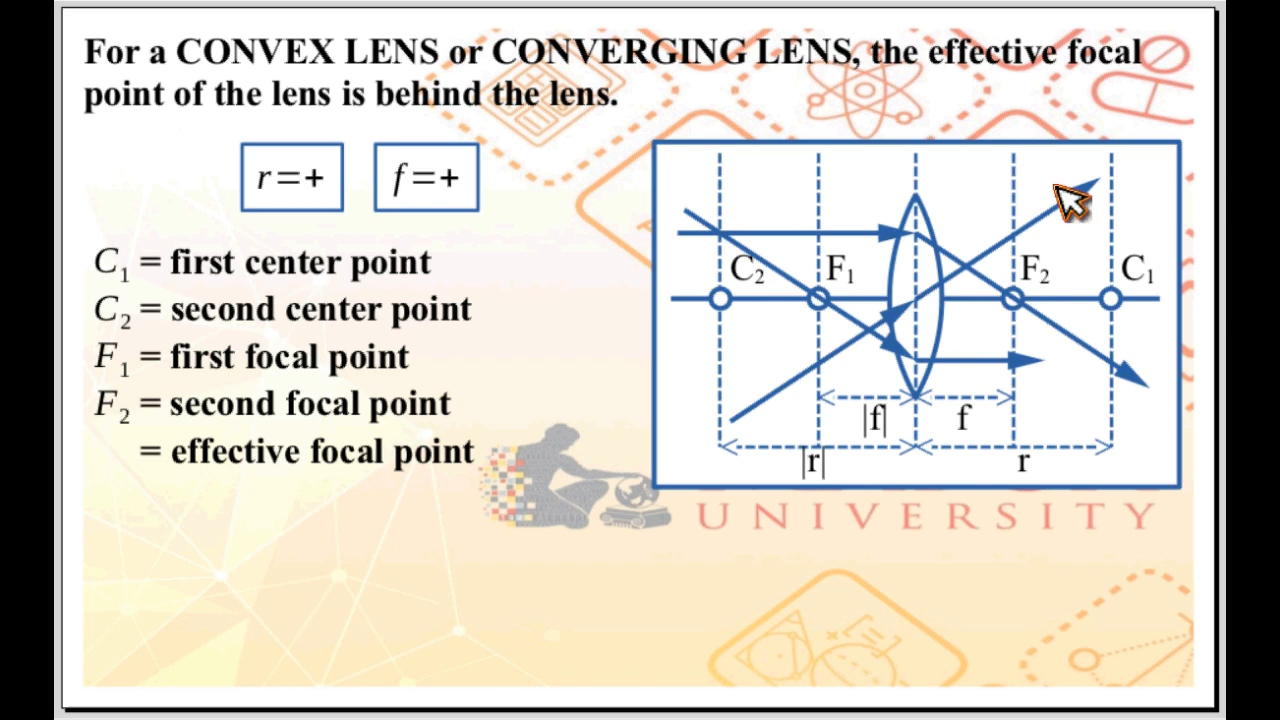 For a CONVEX LENS or CONVERGING LENS, the effective focal
point of the lens is behind the lens.
r=+ f=+
C₁ = first center point
C₂ = second center point
F₁ = first focal point
F₂ = second focal point
= effective focal point
C₂ F₁ F₂ C₁
|f| f
|r| r
UNIVERSITY